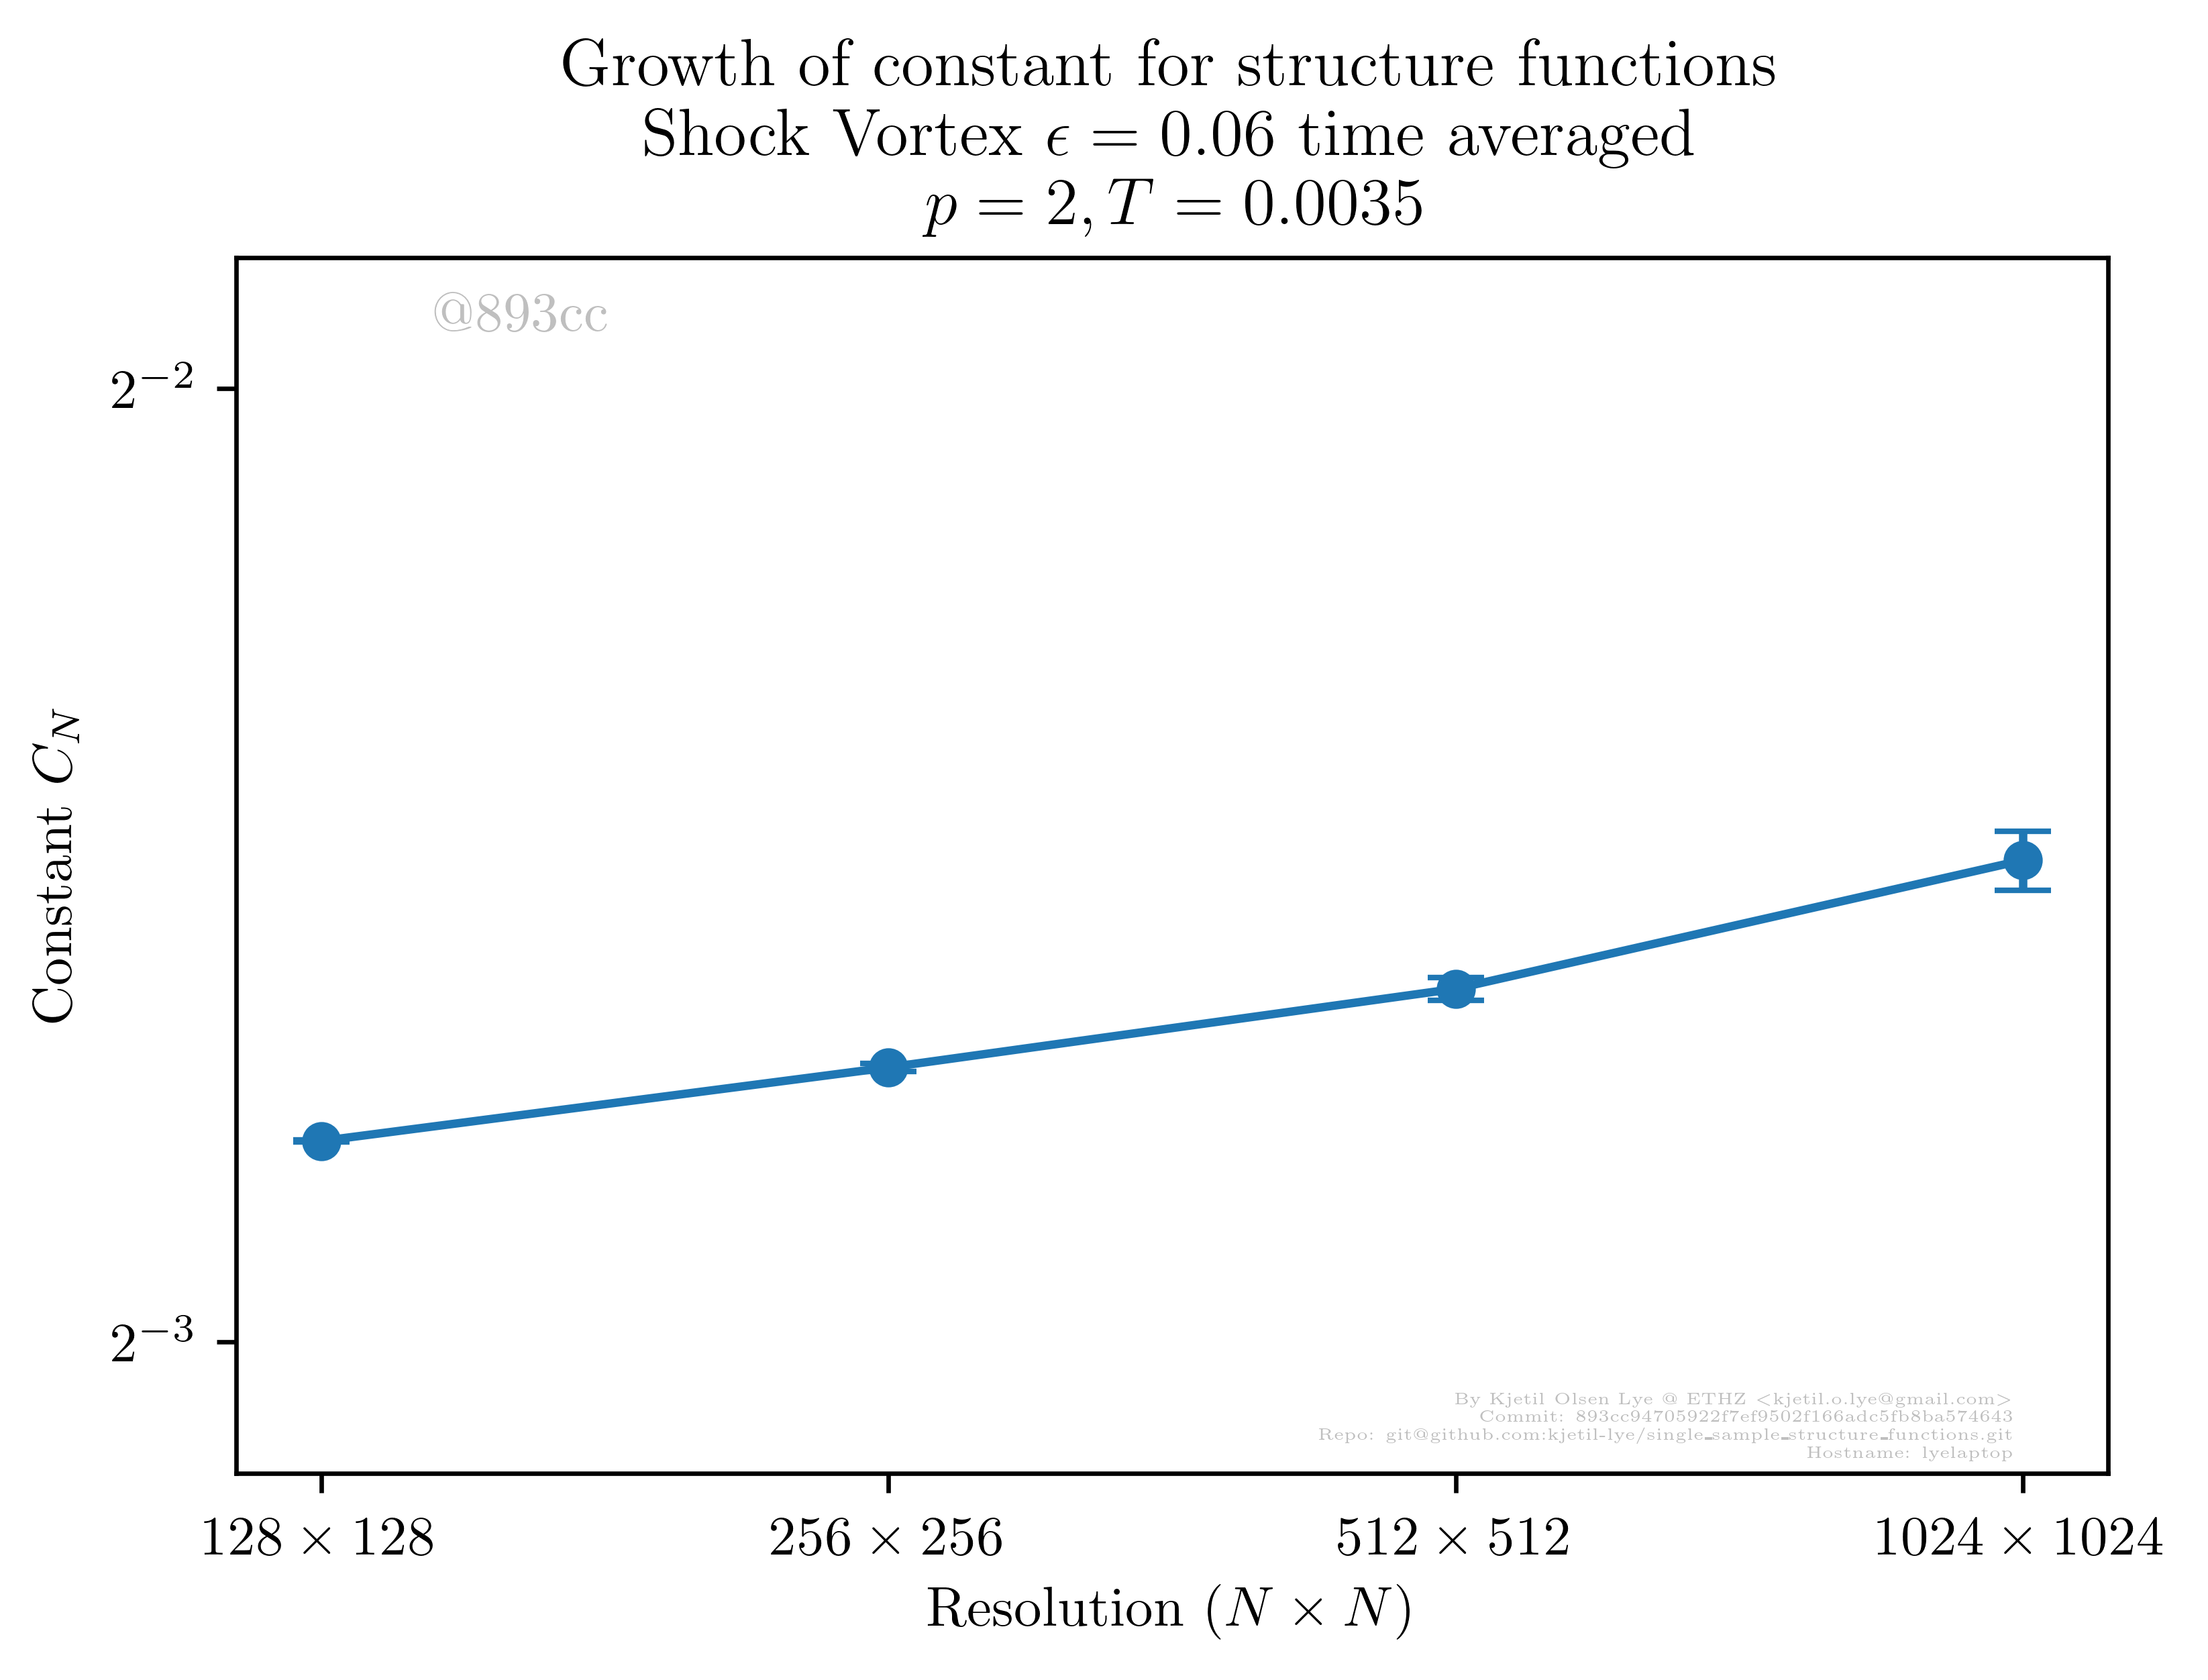 Growth of constant for structure functions
Shock Vortex ϵ = 0.06 time averaged
p = 2, T = 0.0035
@893cc
2⁻²
Constant C_N
2⁻³
By Kjetil Olsen Lye @ ETHZ <kjetil.o.lye@gmail.com>
Commit: 893cc94705922f7ef9502f166adc5fb8ba574643
Repo: git@github.com:kjetil-lye/single_sample_structure_functions.git
Hostname: lyelaptop
128 × 128 256 × 256 512 × 512 1024 × 1024
Resolution (N × N)